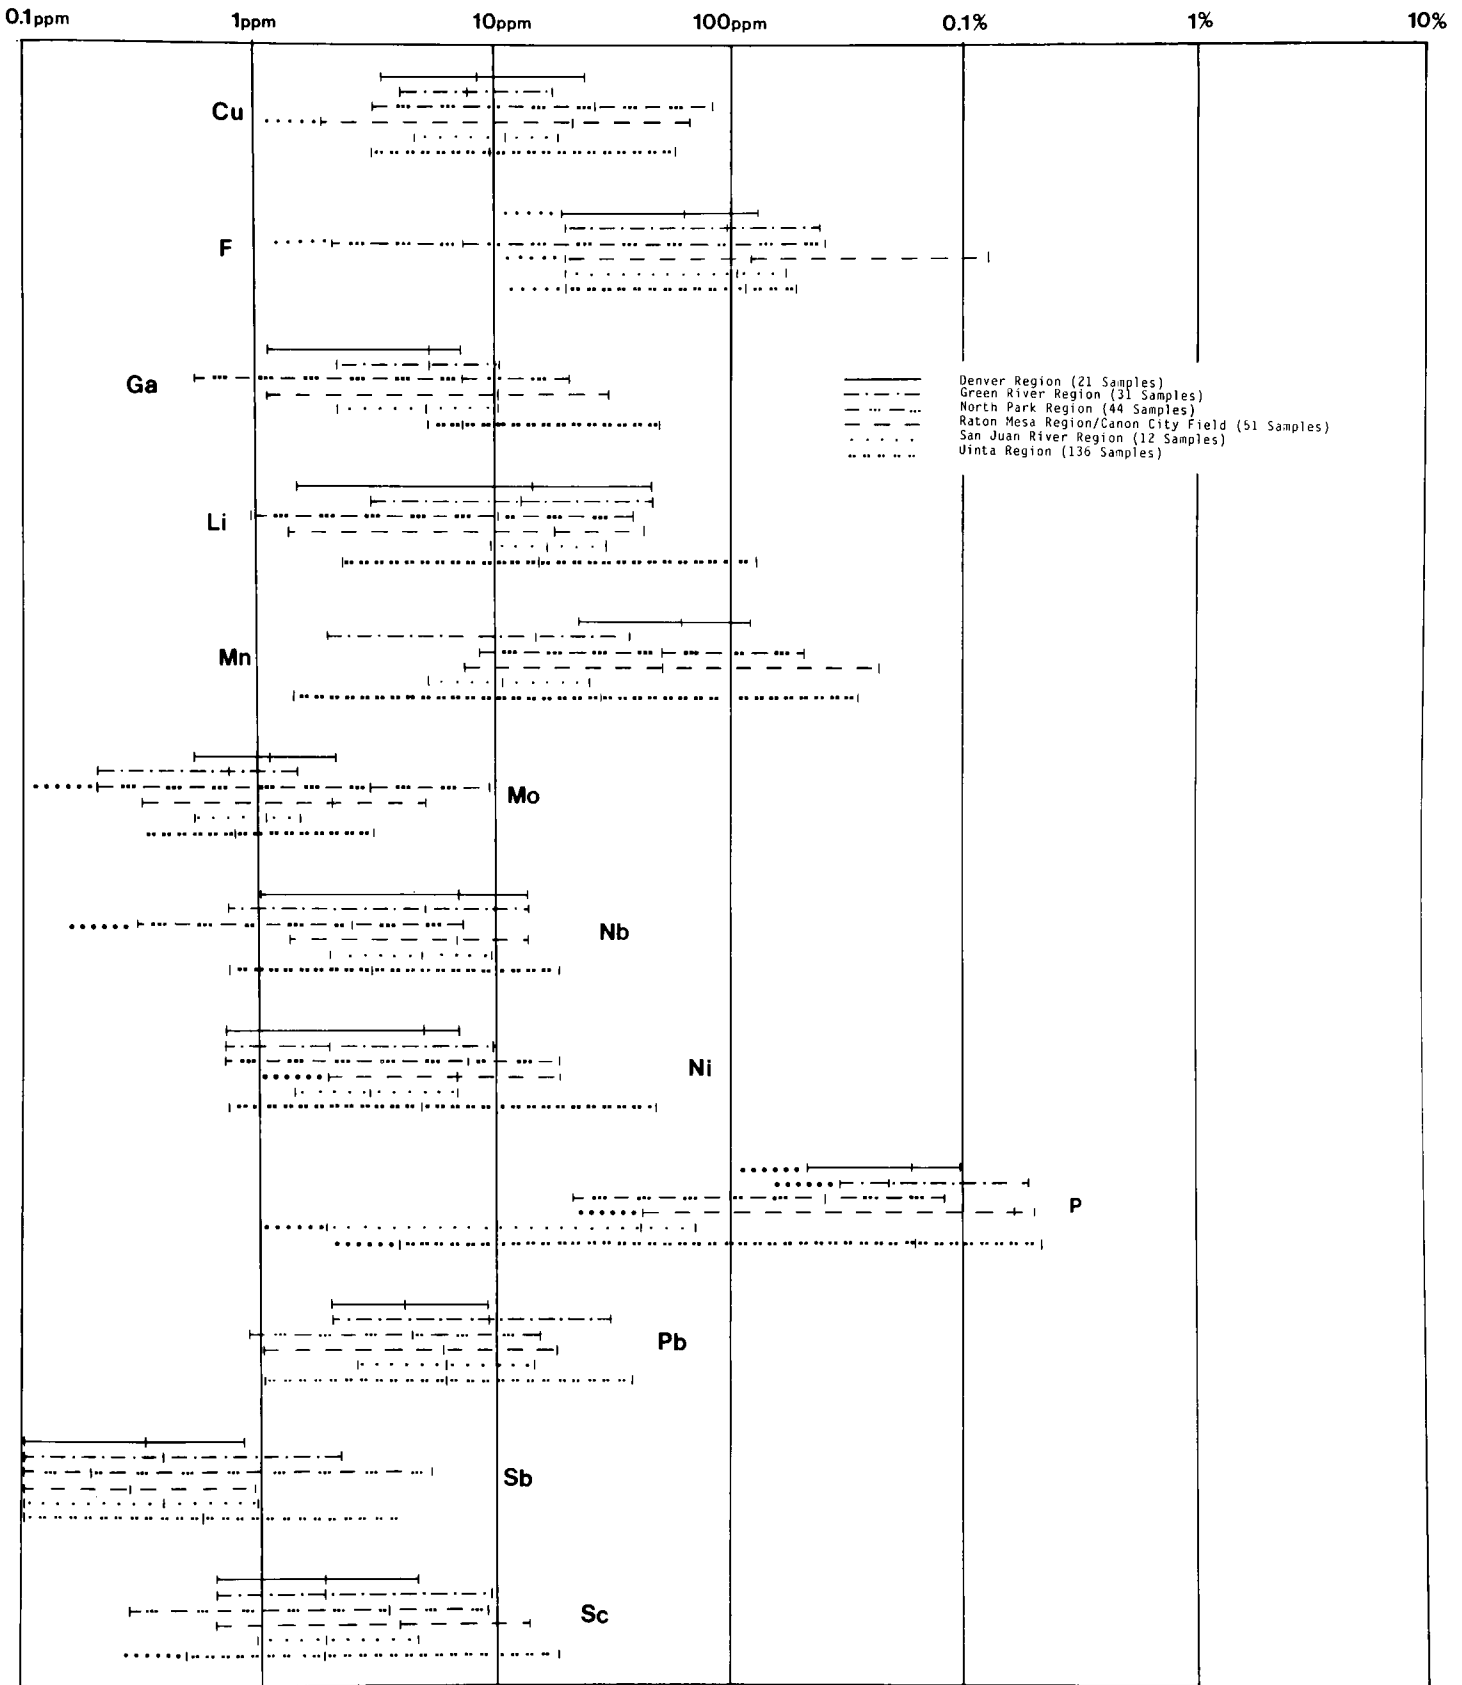 0.1ppm 1ppm 10ppm 100ppm 0.1% 1% 10%
Cu
F
Ga
Denver Region (21 Samples)
Green River Region (31 Samples)
North Park Region (44 Samples)
Raton Mesa Region/Canon City Field (51 Samples)
San Juan River Region (12 Samples)
Uinta Region (136 Samples)
Li
Mn
Mo
Nb
Ni
P
Pb
Sb
Sc